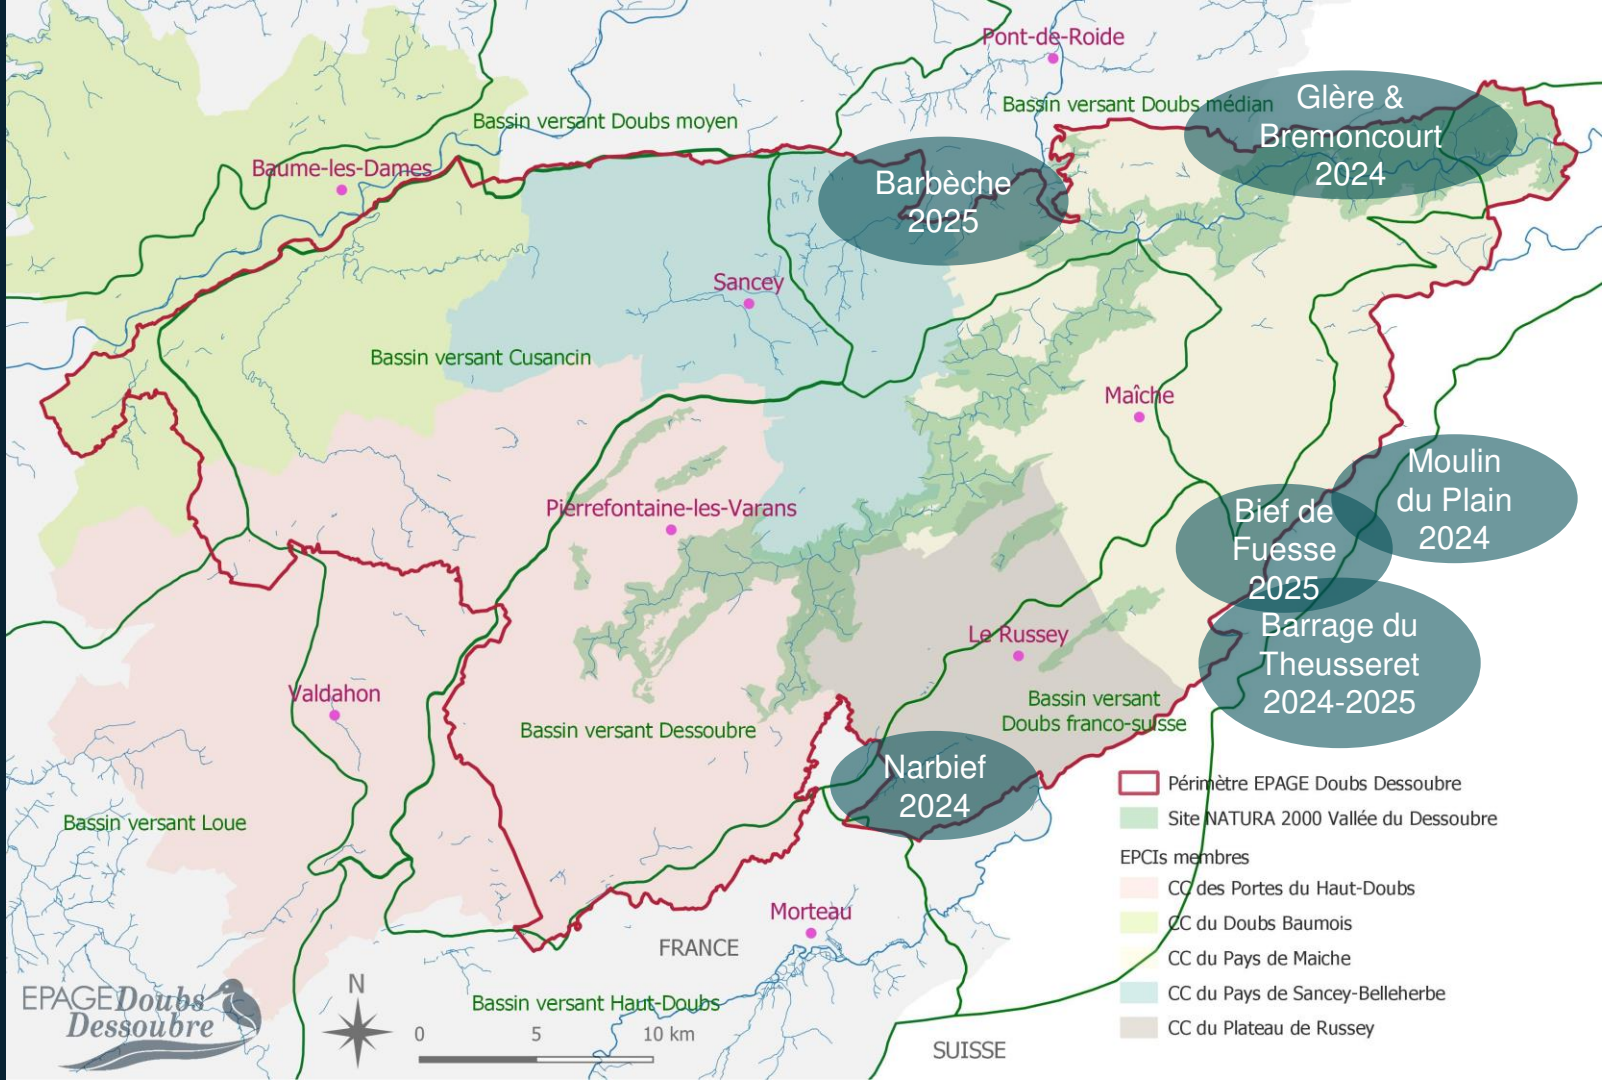 Pont-de-Roide
Bassin versant Doubs médian
Glère &
Bremoncourt
2024
Bassin versant Doubs moyen
Baume-les-Dames
Barbèche
2025
Sancey
Bassin versant Cusancin
Maîche
Moulin
du Plain
2024
Pierrefontaine-les-Varans
Bief de
Fuesse
2025
Le Russey
Barrage du
Theusseret
2024-2025
Valdahon
Bassin versant
Doubs franco-suisse
Bassin versant Dessoubre
Narbief
2024
Bassin versant Loue
Morteau
FRANCE
Bassin versant Haut-Doubs
SUISSE
Périmètre EPAGE Doubs Dessoubre
Site NATURA 2000 Vallée du Dessoubre
EPCIs membres
CC des Portes du Haut-Doubs
CC du Doubs Baumois
CC du Pays de Maiche
CC du Pays de Sancey-Belleherbe
CC du Plateau de Russey
EPAGE Doubs
Dessoubre
N
0 5 10 km